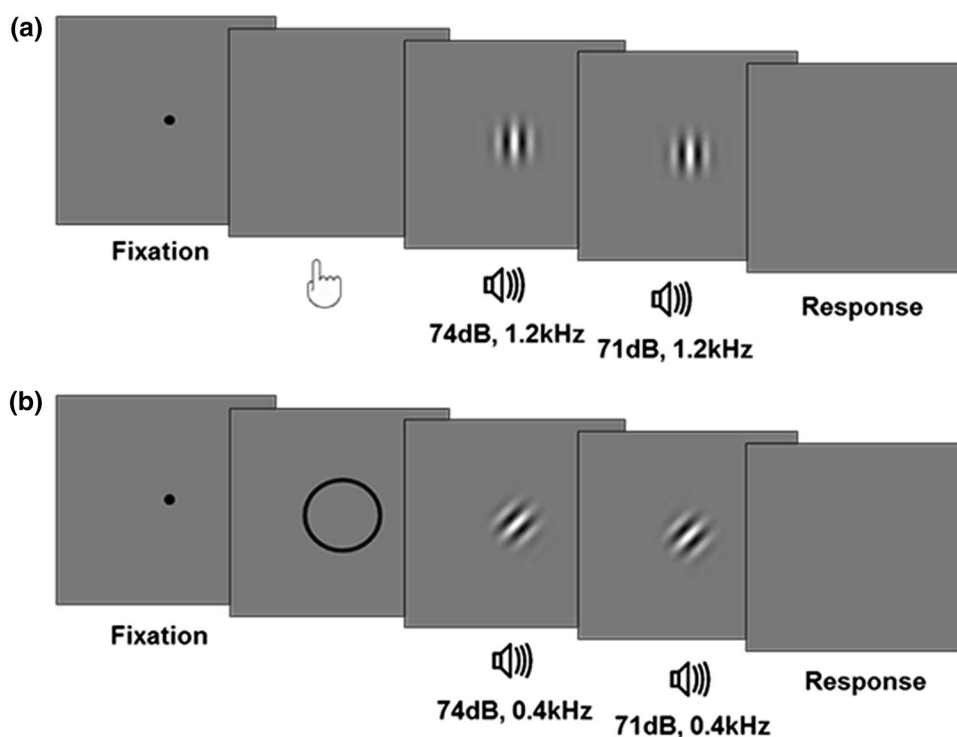 (a)
Fixation
74dB, 1.2kHz
71dB, 1.2kHz
Response
(b)
Fixation
74dB, 0.4kHz
71dB, 0.4kHz
Response